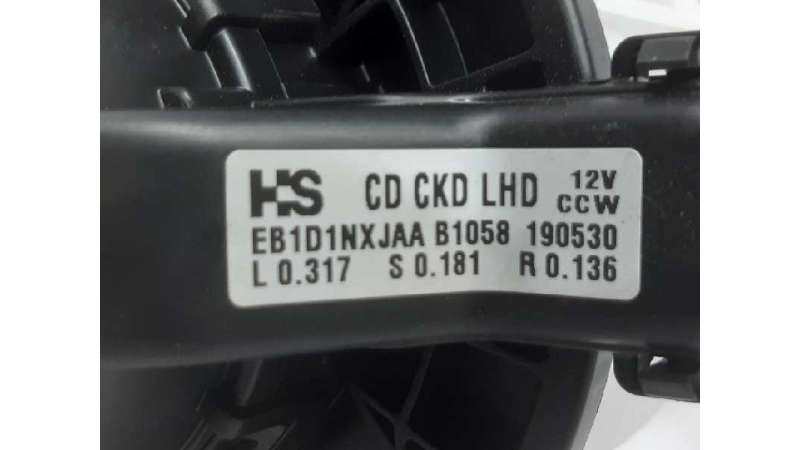 HS CD CKD LHD 12V
CCW
EB1D1NXJAA B1058 190530
L 0.317 S 0.181 R 0.136